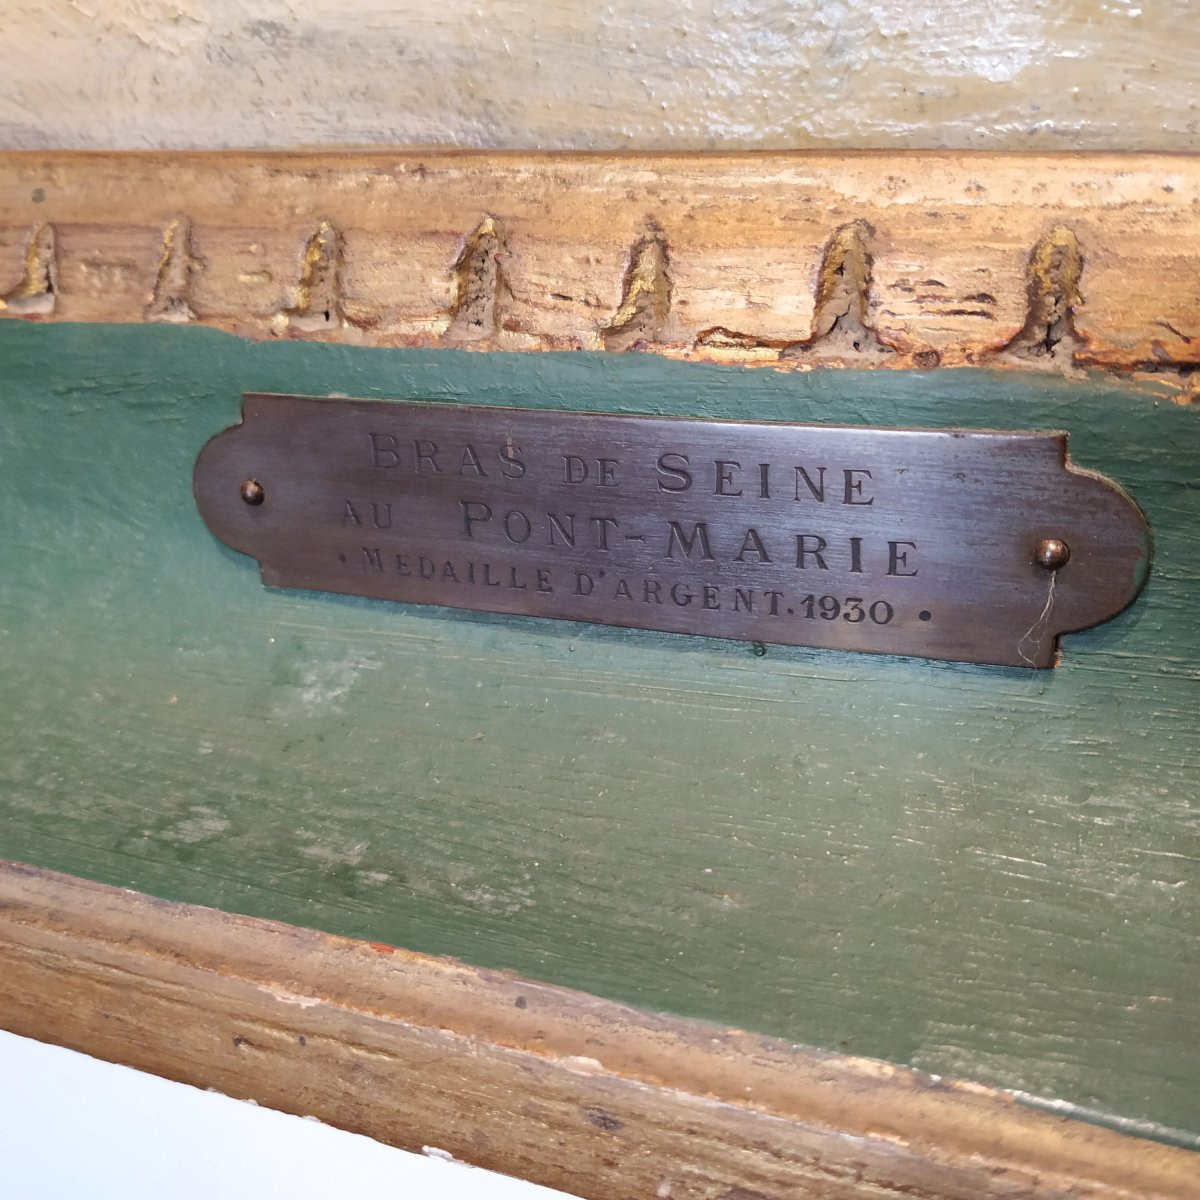 BRAS DE SEINE
AU PONT-MARIE
• MEDAILLE D'ARGENT. 1930 •